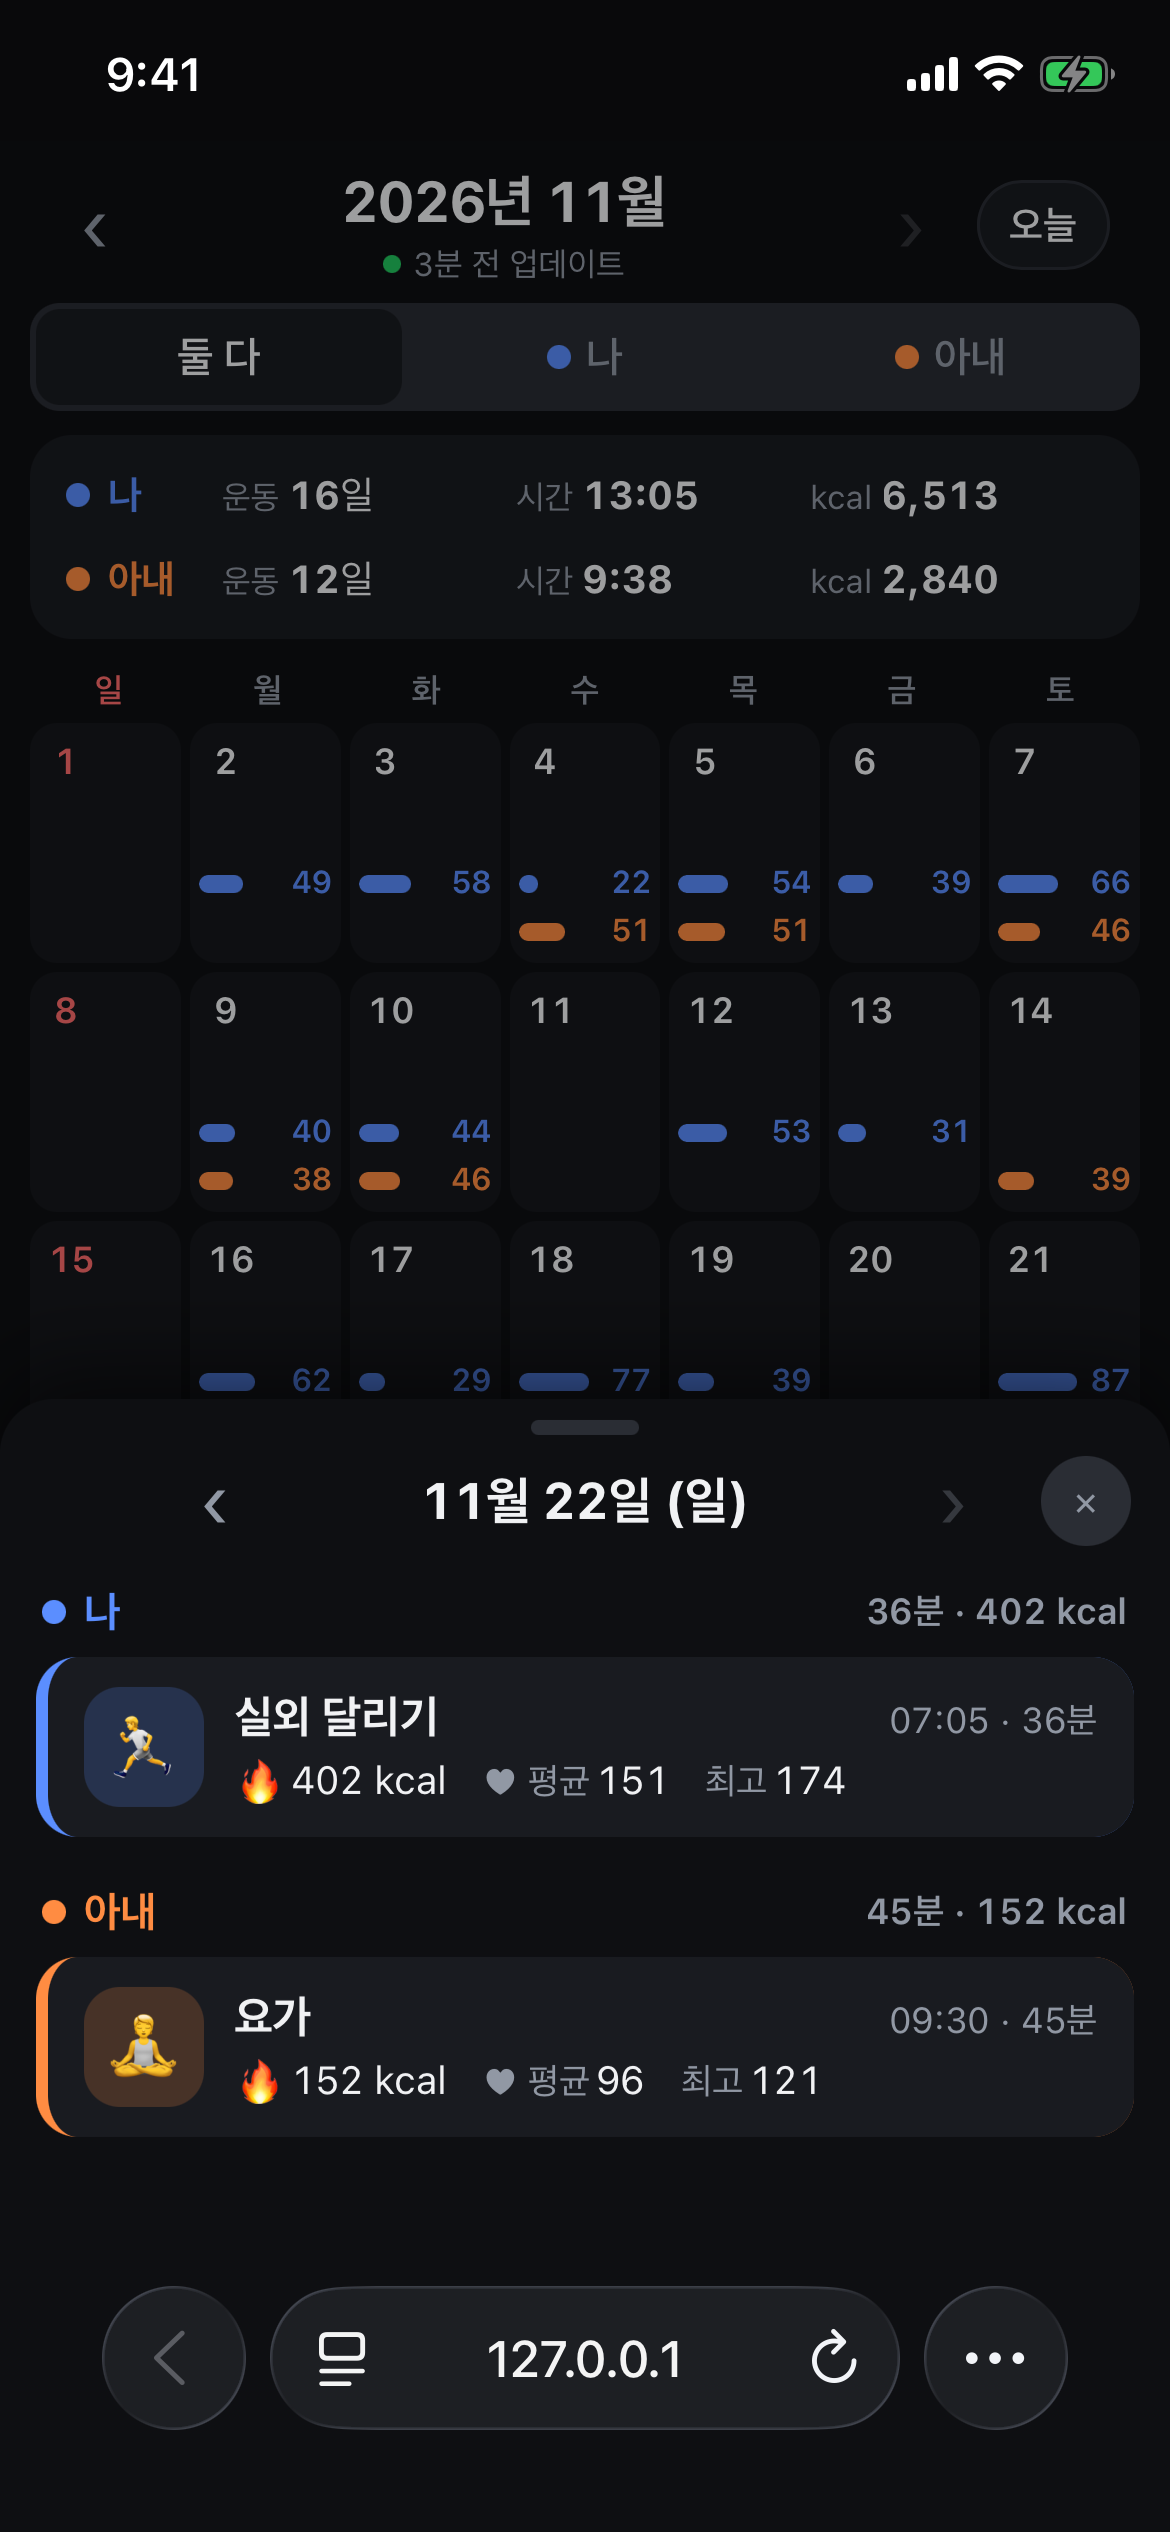 9:41
2026년 11월
3분 전 업데이트
오늘
둘 다 나 아내
나 운동 16일 시간 13:05 kcal 6,513
아내 운동 12일 시간 9:38 kcal 2,840
일 월 화 수 목 금 토
1 2 3 4 5 6 7
49 58 22 54 39 66
51 51 46
8 9 10 11 12 13 14
40 44 53 31
38 46 39
15 16 17 18 19 20 21
62 29 77 39 87
11월 22일 (일)
나 36분 · 402 kcal
실외 달리기 07:05 · 36분
402 kcal 평균 151 최고 174
아내 45분 · 152 kcal
요가 09:30 · 45분
152 kcal 평균 96 최고 121
127.0.0.1